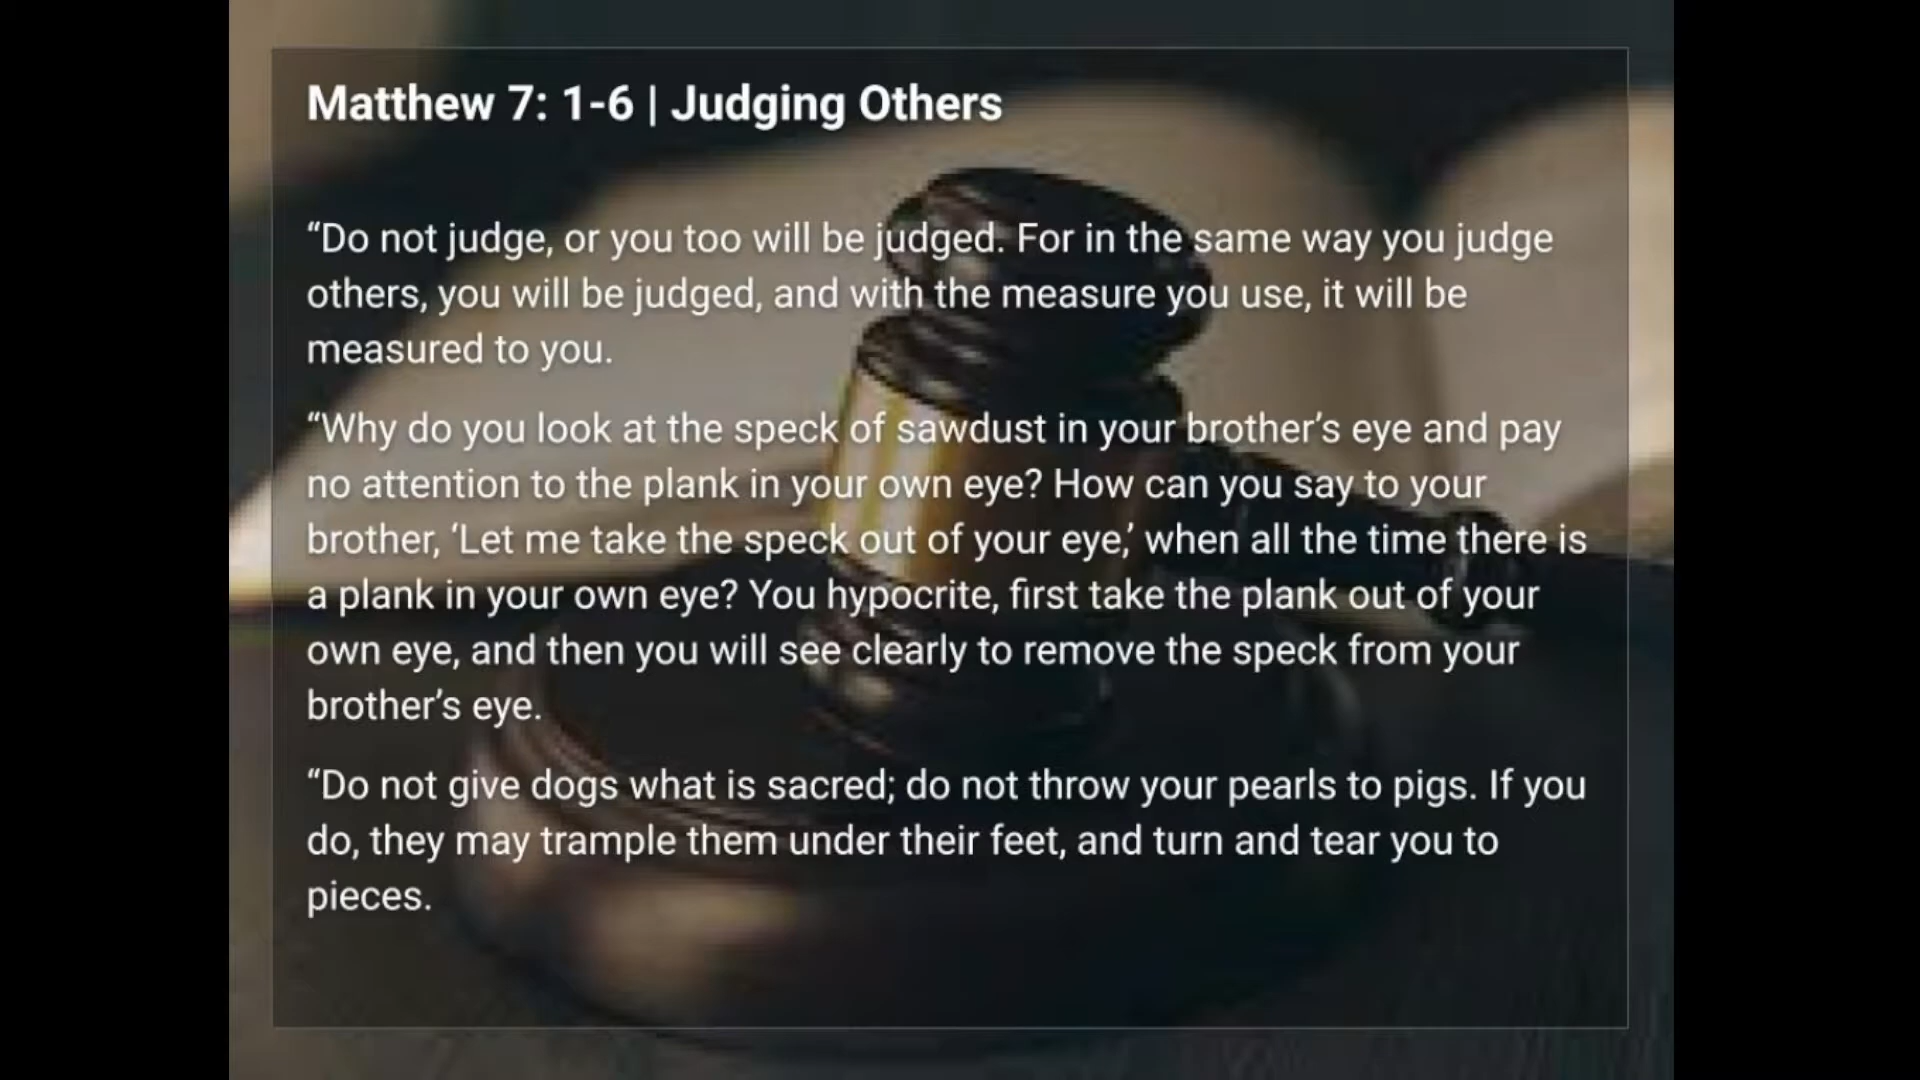 Matthew 7: 1-6 | Judging Others
“Do not judge, or you too will be judged. For in the same way you judge
others, you will be judged, and with the measure you use, it will be
measured to you.
“Why do you look at the speck of sawdust in your brother’s eye and pay
no attention to the plank in your own eye? How can you say to your
brother, ‘Let me take the speck out of your eye,’ when all the time there is
a plank in your own eye? You hypocrite, first take the plank out of your
own eye, and then you will see clearly to remove the speck from your
brother’s eye.
“Do not give dogs what is sacred; do not throw your pearls to pigs. If you
do, they may trample them under their feet, and turn and tear you to
pieces.